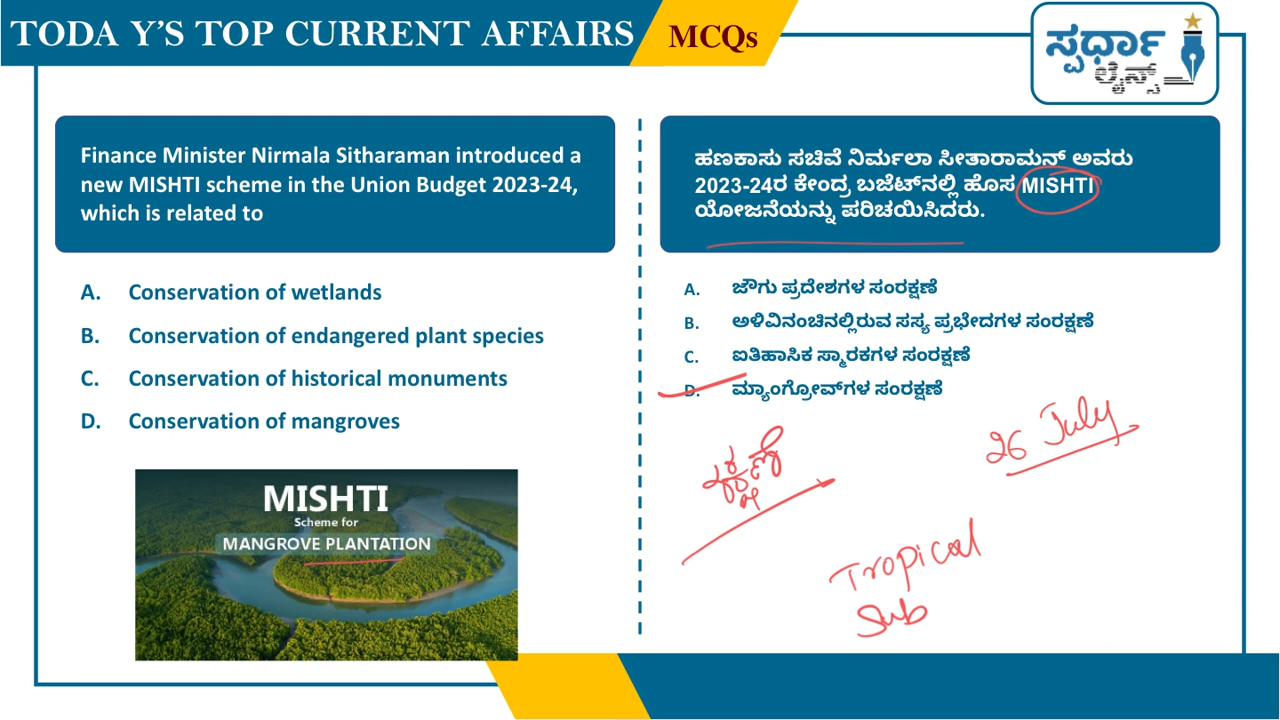 TODA Y'S TOP CURRENT AFFAIRS
MCQs
ಸ್ಪರ್ಧಾ
ಲೈನ್ಸ್
Finance Minister Nirmala Sitharaman introduced a
new MISHTI scheme in the Union Budget 2023-24,
which is related to
A. Conservation of wetlands
B. Conservation of endangered plant species
C. Conservation of historical monuments
D. Conservation of mangroves
MISHTI
Scheme for
MANGROVE PLANTATION
ಹಣಕಾಸು ಸಚಿವೆ ನಿರ್ಮಲಾ ಸೀತಾರಾಮನ್ ಅವರು
2023-24ರ ಕೇಂದ್ರ ಬಜೆಟ್‌ನಲ್ಲಿ ಹೊಸ MISHTI
ಯೋಜನೆಯನ್ನು ಪರಿಚಯಿಸಿದರು.
A. ಜೌಗು ಪ್ರದೇಶಗಳ ಸಂರಕ್ಷಣೆ
B. ಅಳಿವಿನಂಚಿನಲ್ಲಿರುವ ಸಸ್ಯ ಪ್ರಭೇದಗಳ ಸಂರಕ್ಷಣೆ
C. ಐತಿಹಾಸಿಕ ಸ್ಮಾರಕಗಳ ಸಂರಕ್ಷಣೆ
D. ಮ್ಯಾಂಗ್ರೋವ್‌ಗಳ ಸಂರಕ್ಷಣೆ
26 July
Tropical
Sub